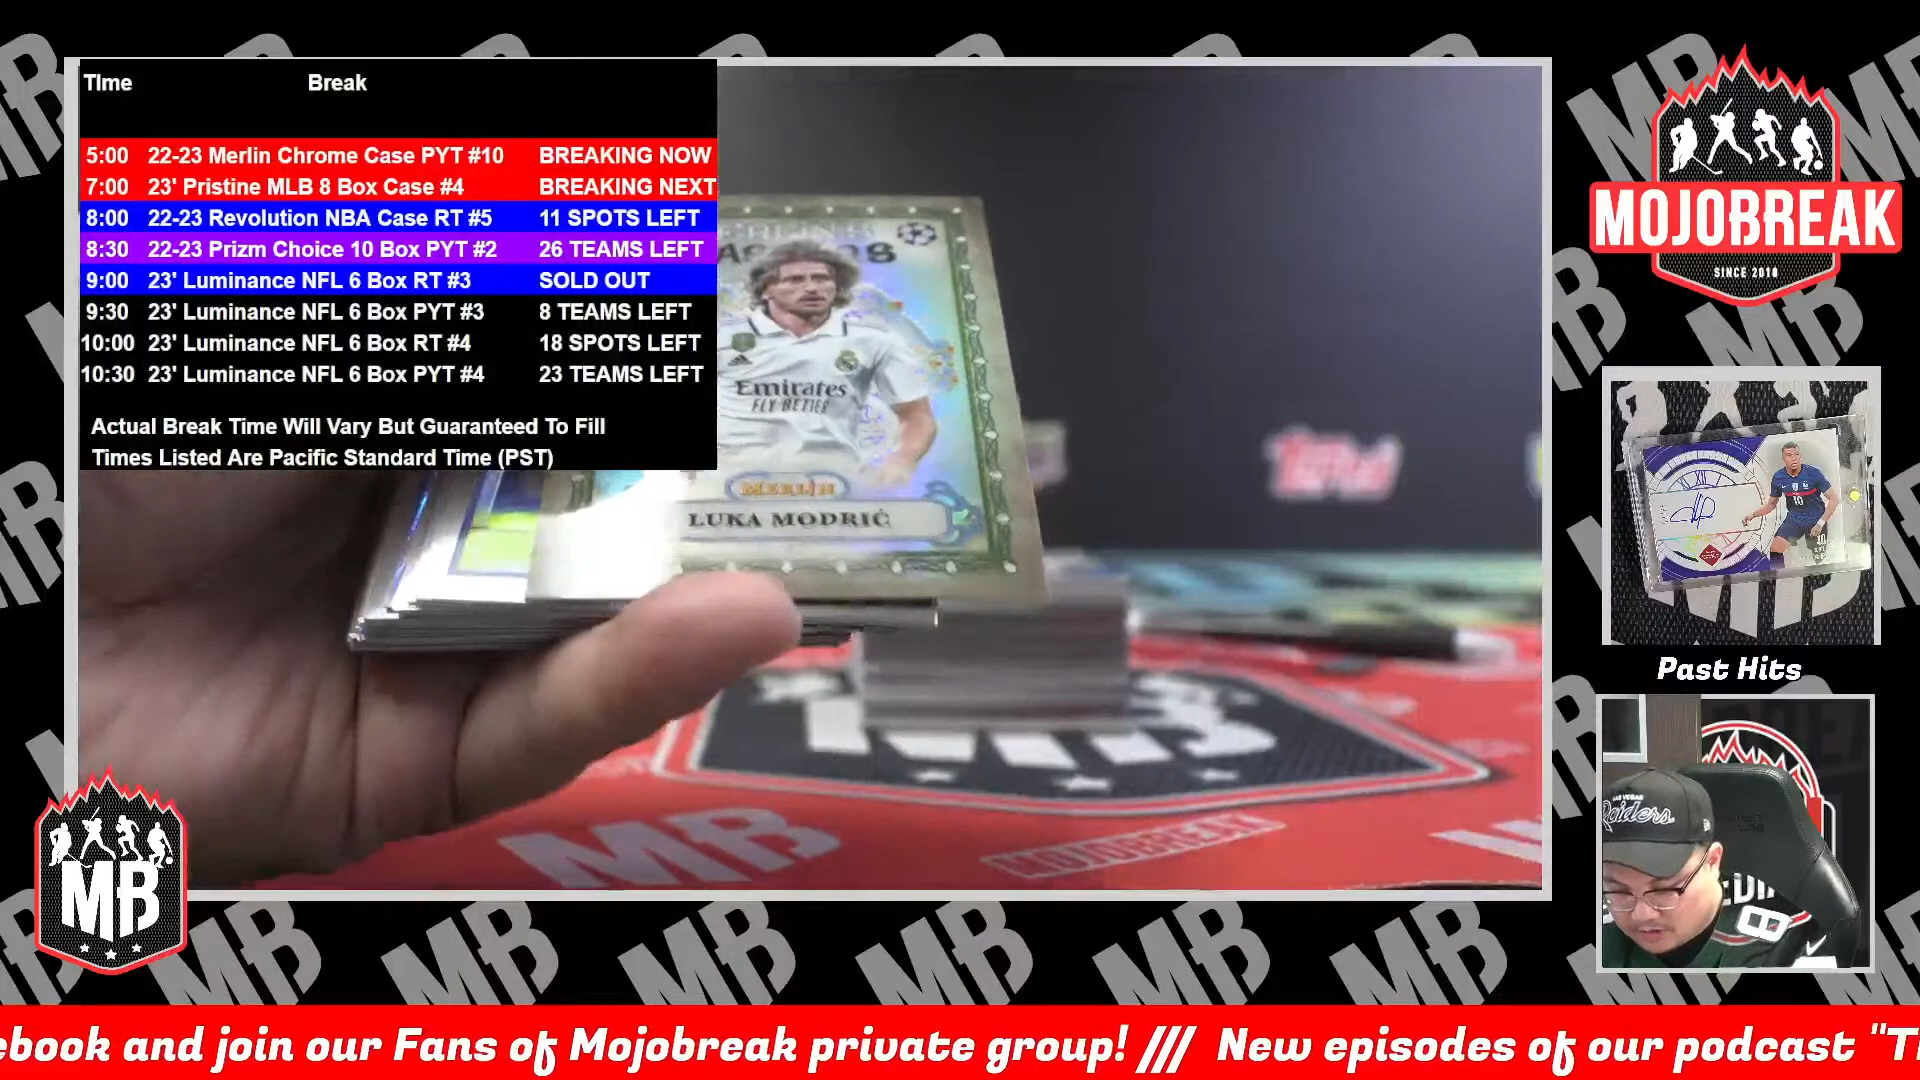 TIme Break
5:00 22-23 Merlin Chrome Case PYT #10 BREAKING NOW
7:00 23' Pristine MLB 8 Box Case #4 BREAKING NEXT
8:00 22-23 Revolution NBA Case RT #5 11 SPOTS LEFT
8:30 22-23 Prizm Choice 10 Box PYT #2 26 TEAMS LEFT
9:00 23' Luminance NFL 6 Box RT #3 SOLD OUT
9:30 23' Luminance NFL 6 Box PYT #3 8 TEAMS LEFT
10:00 23' Luminance NFL 6 Box RT #4 18 SPOTS LEFT
10:30 23' Luminance NFL 6 Box PYT #4 23 TEAMS LEFT
Actual Break Time Will Vary But Guaranteed To Fill
Times Listed Are Pacific Standard Time (PST)
Emirates
FLY BETTER
MERLIN
LUKA MODRIĆ
Topps
MB
MOJOBREAK
MOJOBREAK
SINCE 2010
Past Hits
Raiders
MB
ebook and join our Fans of Mojobreak private group! /// New episodes of our podcast "T